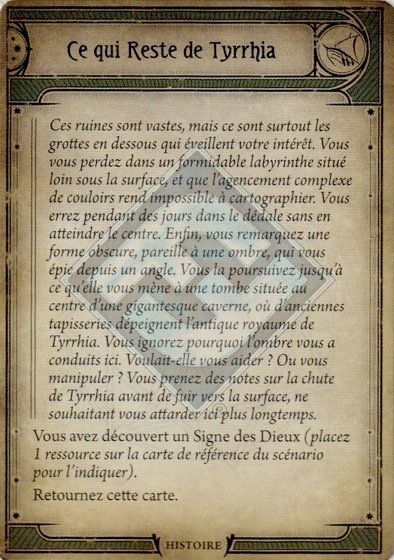 Ce qui Reste de Tyrrhia
Ces ruines sont vastes, mais ce sont surtout les
grottes en dessous qui éveillent votre intérêt. Vous
vous perdez dans un formidable labyrinthe situé
loin sous la surface, et que l'agencement complexe
de couloirs rend impossible à cartographier. Vous
errez pendant des jours dans le dédale sans en
atteindre le centre. Enfin, vous remarquez une
forme obscure, pareille à une ombre, qui vous
épie depuis un angle. Vous la poursuivez jusqu'à
ce qu'elle vous mène à une tombe située au
centre d'une gigantesque caverne, où d'anciennes
tapisseries dépeignent l'antique royaume de
Tyrrhia. Vous ignorez pourquoi l'ombre vous a
conduits ici. Voulait-elle vous aider ? Ou vous
manipuler ? Vous prenez des notes sur la chute
de Tyrrhia avant de fuir vers la surface, ne
souhaitant vous attarder ici plus longtemps.
Vous avez découvert un Signe des Dieux (placez
1 ressource sur la carte de référence du scénario
pour l'indiquer).
Retournez cette carte.
HISTOIRE